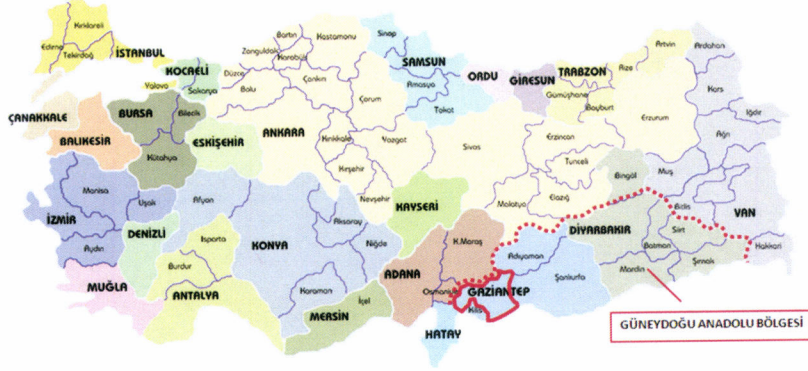 Kırklareli
Edirne
Tekirdağ
İSTANBUL
KOCAELİ
Yalova
Sakarya
Düzce
Bolu
Zonguldak
Bartın
Karabük
Kastamonu
Çankırı
Sinop
SAMSUN
Amasya
Tokat
Çorum
ORDU
GİRESUN
TRABZON
Gümüşhane
Bayburt
Rize
Artvin
Ardahan
Kars
Iğdır
Ağrı
Erzurum
Erzincan
Tunceli
Bingöl
Muş
Bitlis
VAN
Hakkari
ÇANAKKALE
BALIKESİR
BURSA
Bilecik
Kütahya
ESKİŞEHİR
ANKARA
Kırıkkale
Kırşehir
Yozgat
Sivas
Nevşehir
KAYSERİ
Malatya
Elazığ
DİYARBAKIR
Siirt
Batman
Şırnak
Mardin
Manisa
İZMİR
Aydın
Uşak
DENİZLİ
Afyon
Isparta
Burdur
KONYA
Aksaray
Niğde
Karaman
MUĞLA
ANTALYA
MERSİN
İçel
ADANA
K.Maraş
Osmaniye
Adıyaman
GAZİANTEP
Kilis
Şanlıurfa
HATAY
GÜNEYDOĞU ANADOLU BÖLGESİ